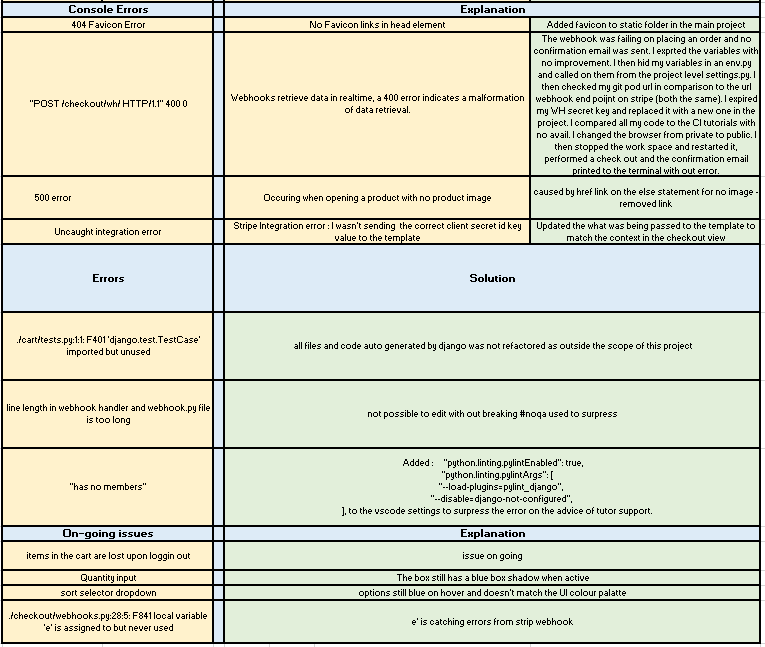 Console Errors
Explanation
404 Favicon Error
No Favicon links in head element
Added favicon to static folder in the main project
"POST /checkout/wh/ HTTP/1.1" 400 0
Webhooks retrieve data in realtime, a 400 error indicates a malformation
of data retrieval.
The webhook was failing on placing an order and no
confirmation email was sent. I exprted the variables with
no improvement. I then hid my variables in an env.py
and called on them from the project level settings.py. I
then checked my git pod url in comparison to the url
webhook end poijnt on stripe (both the same). I expired
my WH secret key and replaced it with a new one in the
project. I compared all my code to the CI tutorials with
no avail. I changed the browser from private to public. I
then stopped the work space and restarted it,
performed a check out and the confirmation email
printed to the terminal with out error.
500 error
Occuring when opening a product with no product image
caused by href link on the else statement for no image -
removed link
Uncaught integration error
Stripe Integration error : I wasn't sending the correct client secret id key
value to the template
Updated the what was being passed to the template to
match the context in the checkout view
Errors
Solution
./cart/tests.py:1:1: F401 'django.test.TestCase'
imported but unused
all files and code auto generated by django was not refactored as outside the scope of this project
line length in webhook handler and webhook.py file
is too long
not possible to edit with out breaking #noqa used to surpress
"has no members"
Added : "python.linting.pylintEnabled": true,
"python.linting.pylintArgs": [
"--load-plugins=pylint_django",
"--disable=django-not-configured",
], to the vscode settings to surpress the error on the advice of tutor support.
On-going issues
Explanation
items in the cart are lost upon loggin out
issue on going
Quantity input
The box still has a blue box shadow when active
sort selector dropdown
options still blue on hover and doesn't match the UI colour palatte
./checkout/webhooks.py:28:5: F841 local variable
'e' is assigned to but never used
e' is catching errors from strip webhook